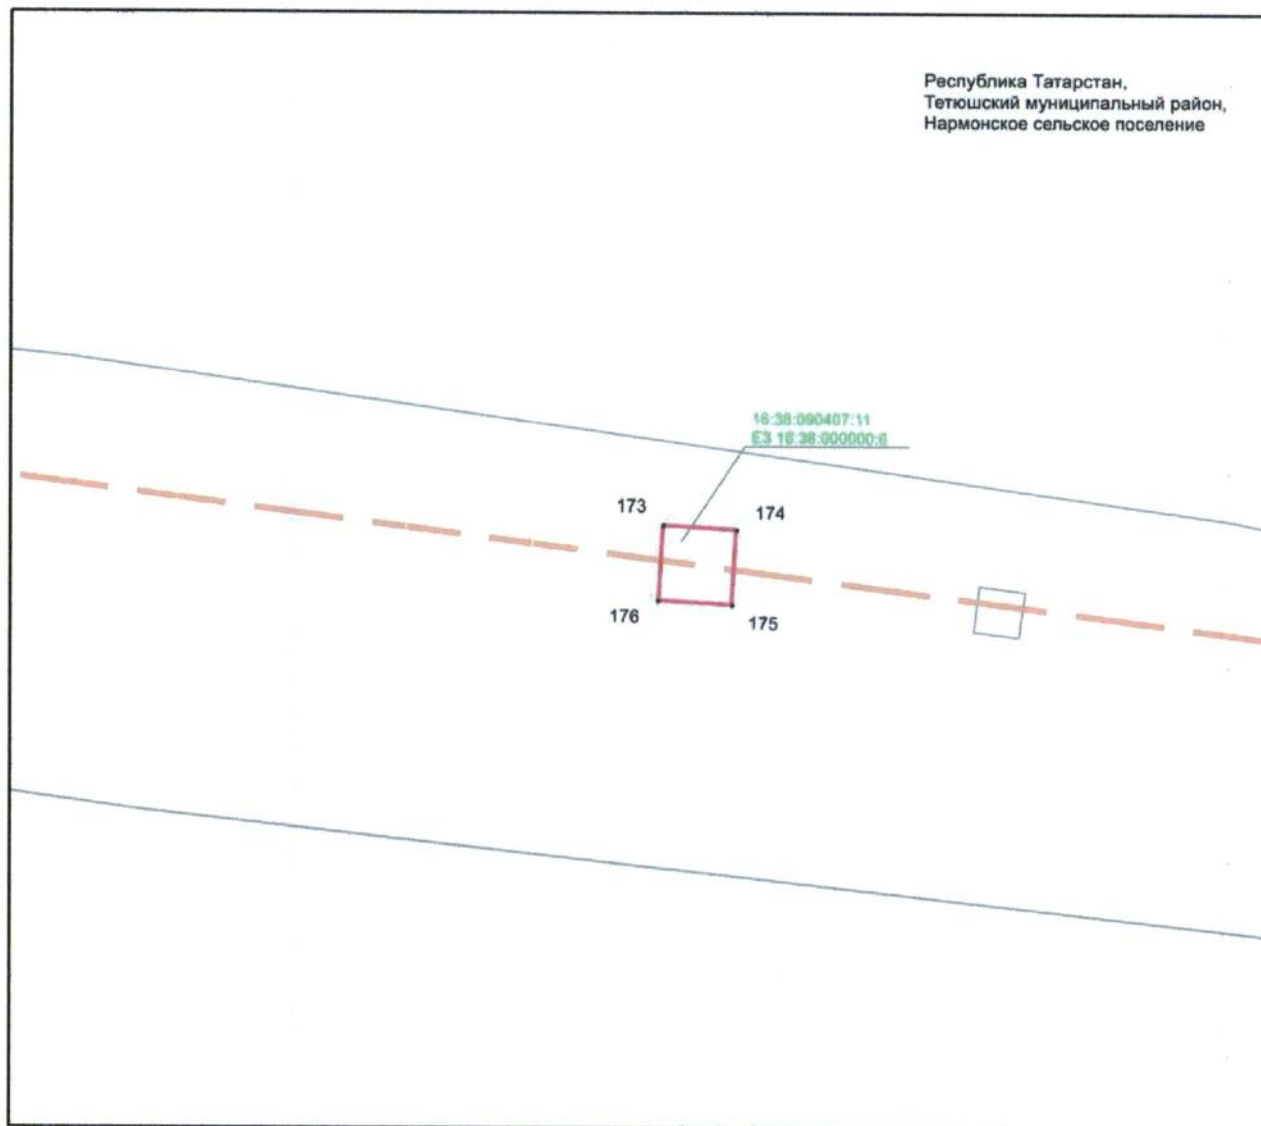 Республика Татарстан,
Тетюшский муниципальный район,
Нармонское сельское поселение
16:38:090407:11
ЕЗ 16:38:000000:6
173
174
176
175